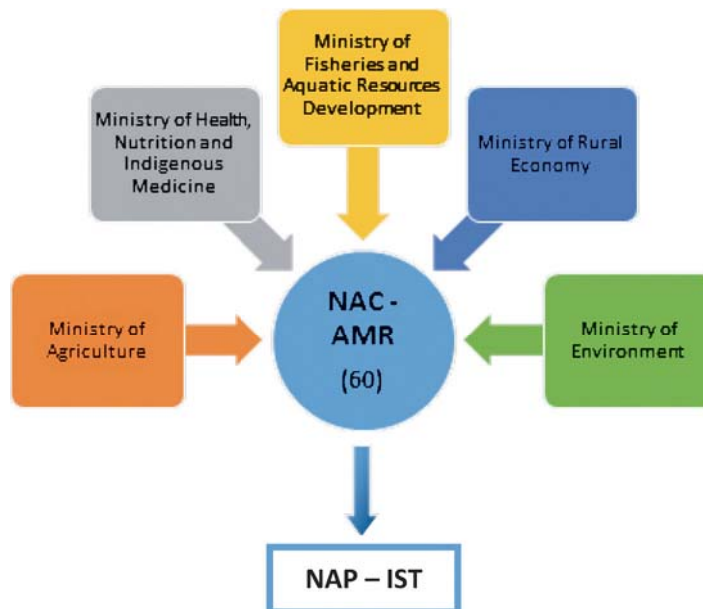 Ministry of
Fisheries and
Aquatic Resources
Development
Ministry of Health,
Nutrition and
Indigenous
Medicine
Ministry of Rural
Economy
Ministry of
Agriculture
NAC -
AMR
(60)
Ministry of
Environment
NAP – IST